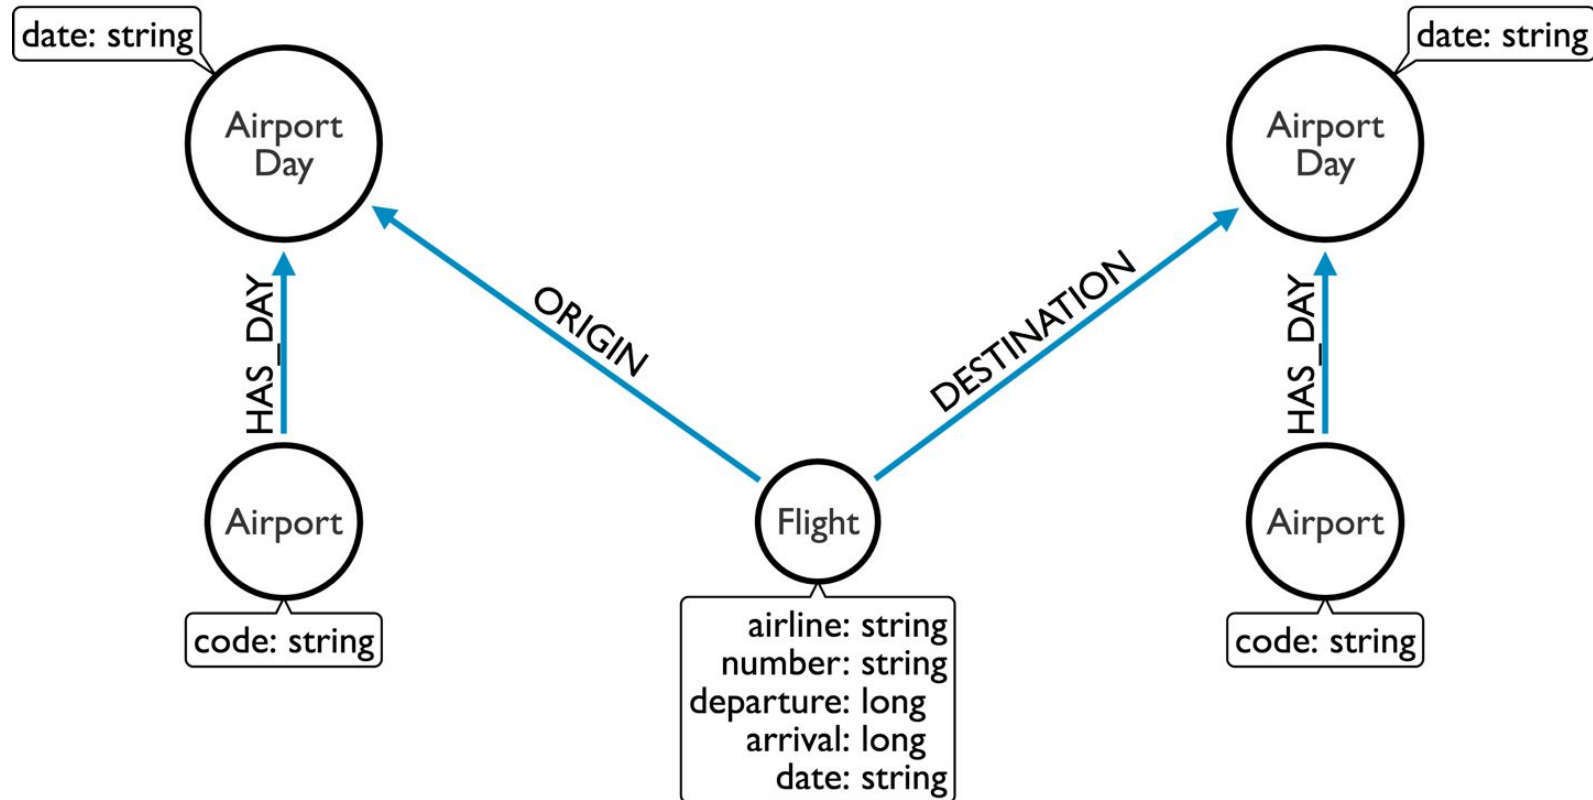 date: string
date: string
Airport
Day
Airport
Day
HAS_DAY
ORIGIN
DESTINATION
HAS_DAY
Airport
Flight
Airport
code: string
airline: string
number: string
departure: long
arrival: long
date: string
code: string